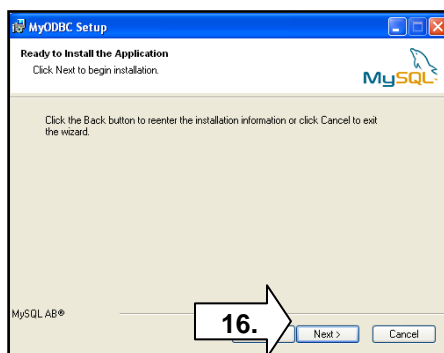 MyODBC Setup
Ready to Install the Application
Click Next to begin installation.
MySQL
Click the Back button to reenter the installation information or click Cancel to exit
the wizard.
MySQL AB®
16.
Next >
Cancel